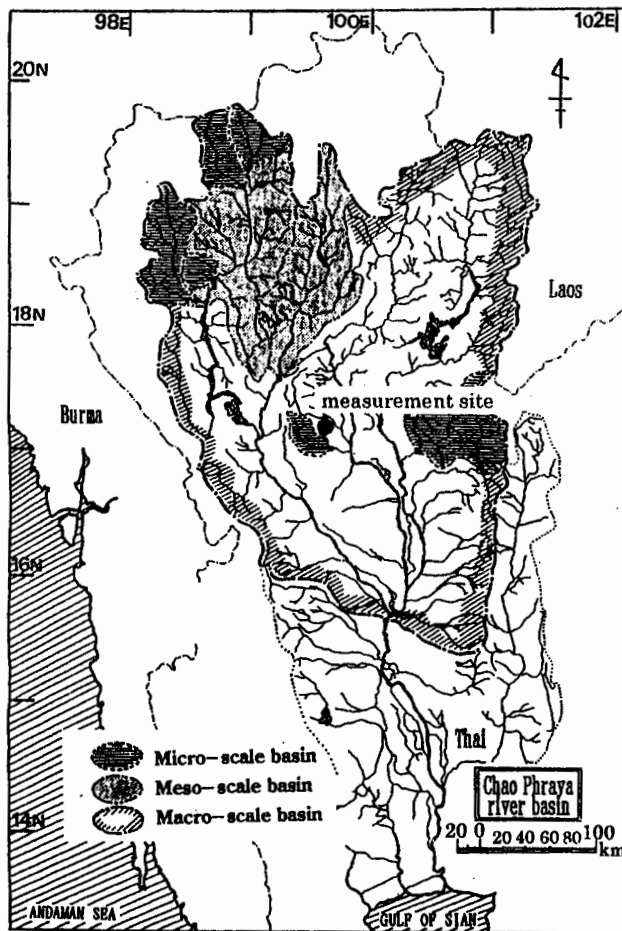 98E 100E 102E
20N
18N
Laos
measurement site
Burma
16N
Micro-scale basin
Thai
Meso-scale basin
Chao Phraya
river basin
Macro-scale basin
14N
20 0 20 40 60 80 100
km
ANDAMAN SEA
GULF OF SIAN